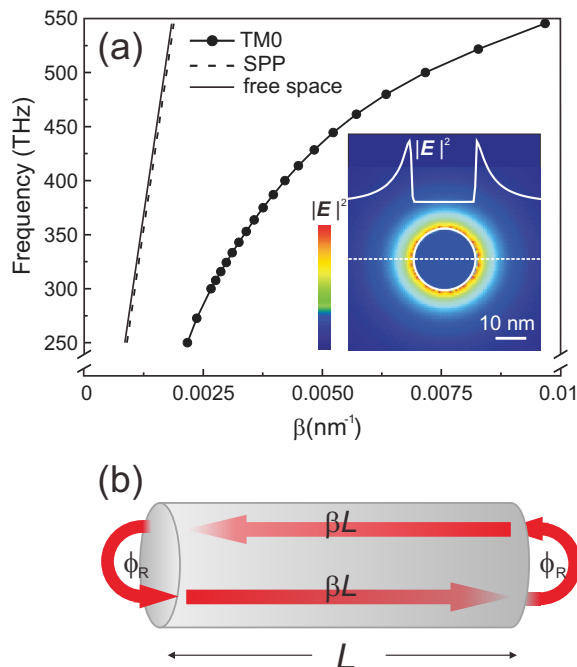 (a)
TM0
SPP
free space
Frequency (THz)
550
500
450
400
350
300
250
|E|²
|E|²
10 nm
0
0.0025
0.0050
0.0075
0.01
β(nm⁻¹)
(b)
βL
ϕR
βL
ϕR
L